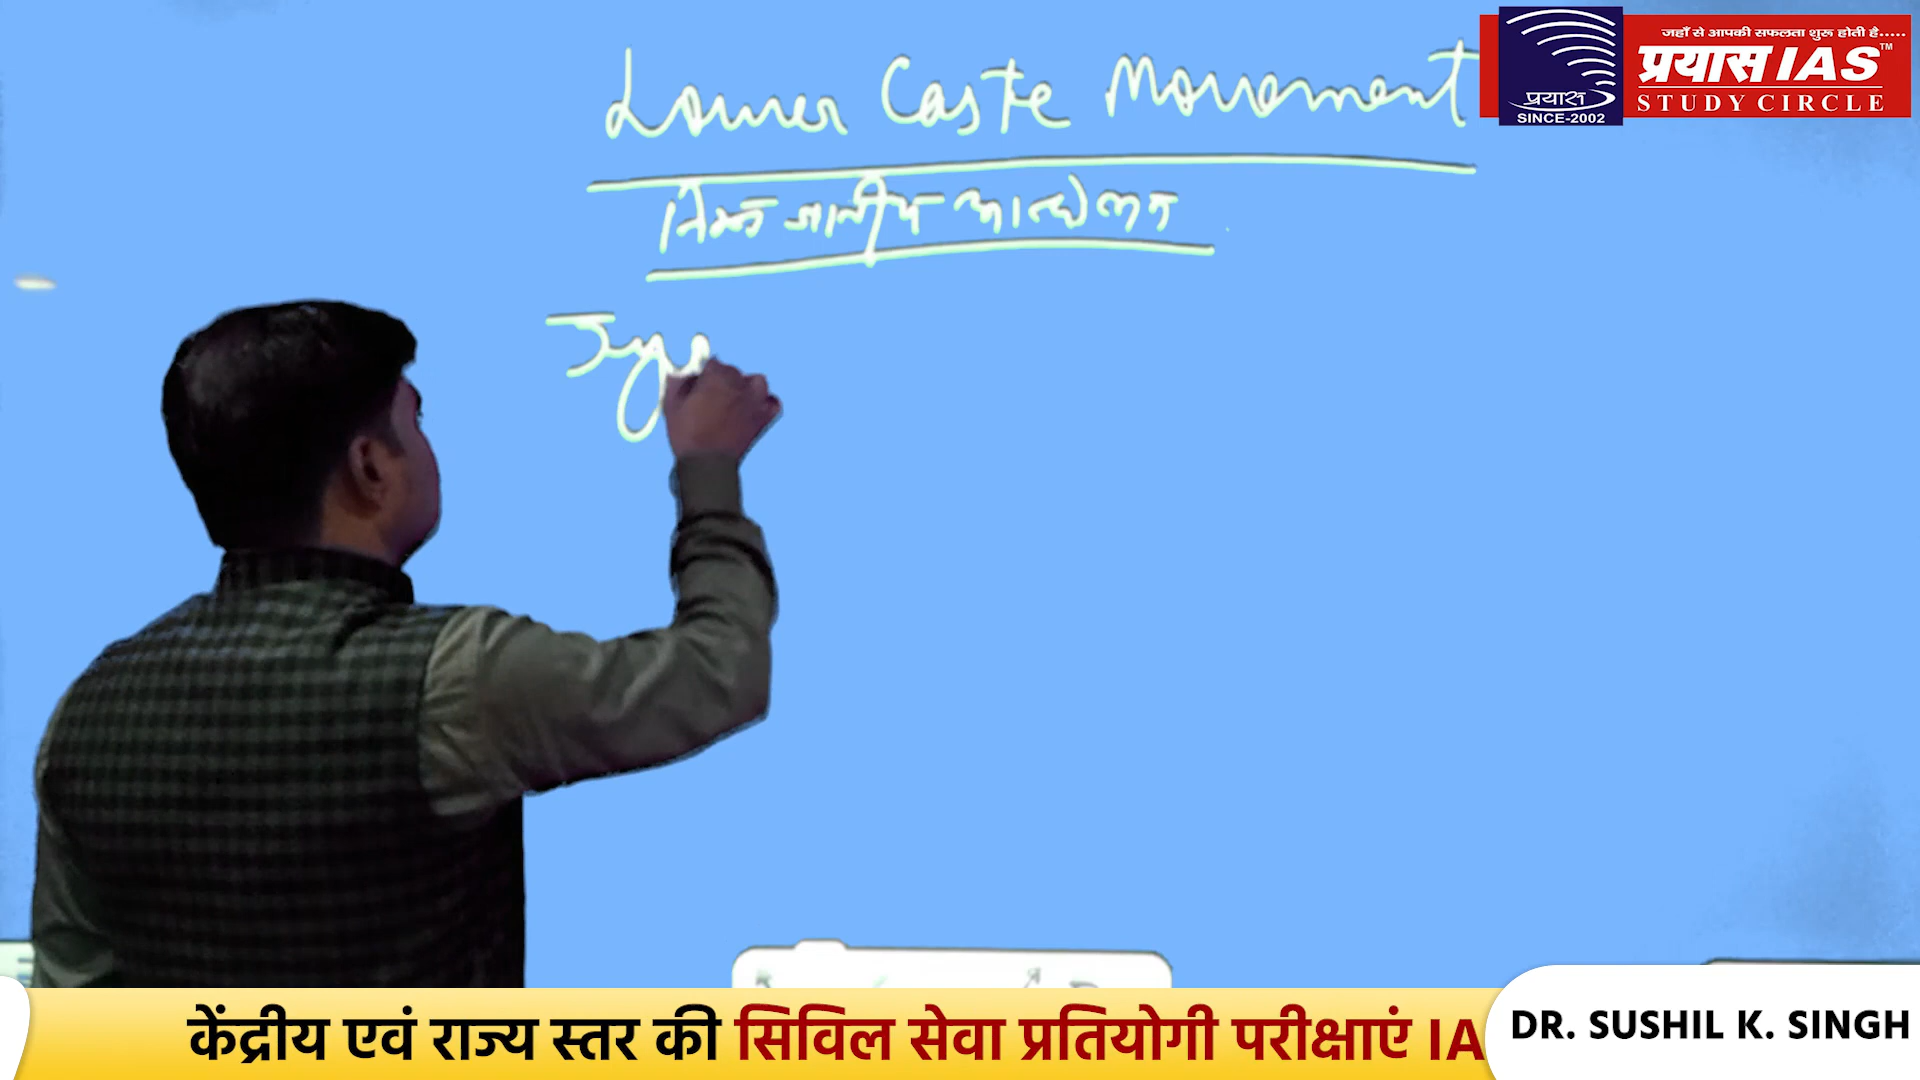 Lower Caste Movement
निम्न जातीय आन्दोलन
जहाँ से आपकी सफलता शुरू होती है.....
प्रयास IAS™
STUDY CIRCLE
प्रयास
SINCE-2002
केंद्रीय एवं राज्य स्तर की सिविल सेवा प्रतियोगी परीक्षाएं IA
DR. SUSHIL K. SINGH